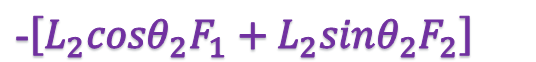 -[L₂cosθ₂F₁ + L₂sinθ₂F₂]